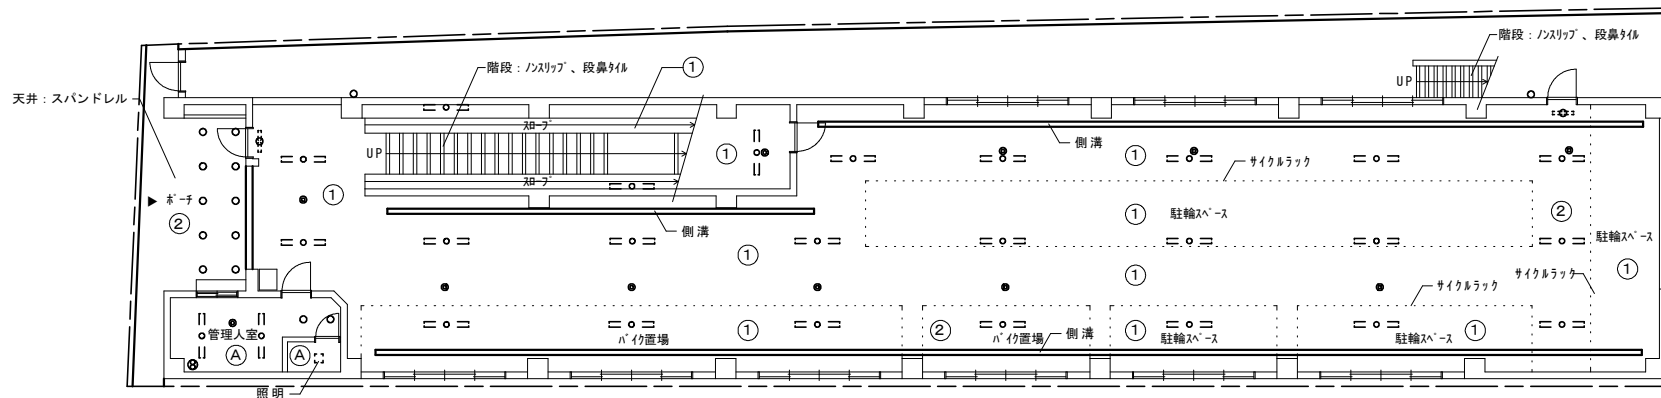 階段：ﾉﾝｽﾘｯﾌﾟ、段鼻ﾀｲﾙ
①
階段：ﾉﾝｽﾘｯﾌﾟ、段鼻ﾀｲﾙ
UP
天井：スパンドレル
ｽﾛｰﾌﾟ
UP
①
側溝
①
サイクルラック
ｽﾛｰﾌﾟ
①
▶ ﾎﾟｰﾁ
②
側溝
①
駐輪ｽﾍﾟｰｽ
②
駐輪ｽﾍﾟｰｽ
①
①
①
サイクルラック
サイクルラック
管理人室
Ⓐ
Ⓐ
①
ﾊﾞｲｸ置場
②
ﾊﾞｲｸ置場
側溝
①
駐輪ｽﾍﾟｰｽ
駐輪ｽﾍﾟｰｽ
①
照明